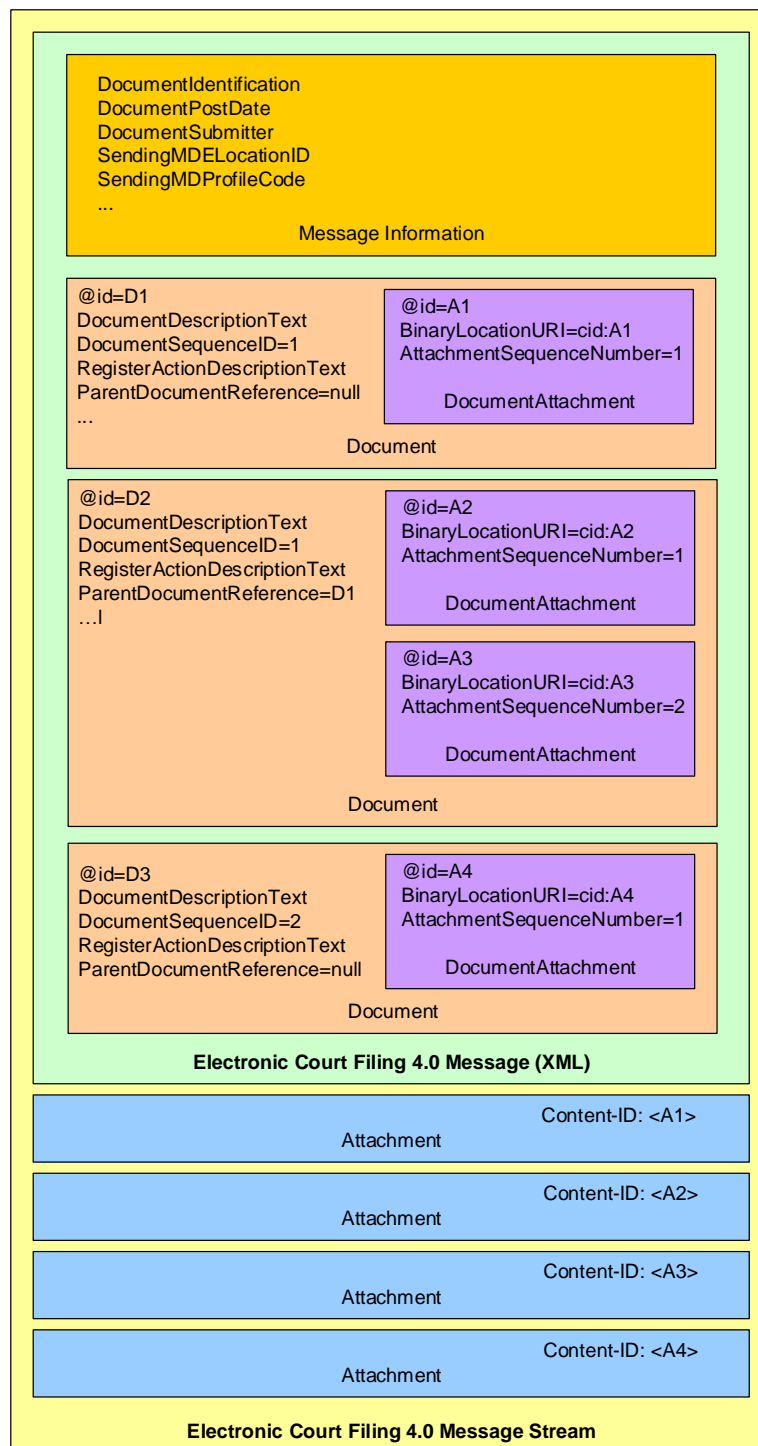 DocumentIdentification
DocumentPostDate
DocumentSubmitter
SendingMDELocationID
SendingMDProfileCode
...
Message Information
@id=D1
DocumentDescriptionText
DocumentSequenceID=1
RegisterActionDescriptionText
ParentDocumentReference=null
...
@id=A1
BinaryLocationURI=cid:A1
AttachmentSequenceNumber=1
DocumentAttachment
Document
@id=D2
DocumentDescriptionText
DocumentSequenceID=1
RegisterActionDescriptionText
ParentDocumentReference=D1
…l
@id=A2
BinaryLocationURI=cid:A2
AttachmentSequenceNumber=1
DocumentAttachment
@id=A3
BinaryLocationURI=cid:A3
AttachmentSequenceNumber=2
DocumentAttachment
Document
@id=D3
DocumentDescriptionText
DocumentSequenceID=2
RegisterActionDescriptionText
ParentDocumentReference=null
@id=A4
BinaryLocationURI=cid:A4
AttachmentSequenceNumber=1
DocumentAttachment
Document
Electronic Court Filing 4.0 Message (XML)
Content-ID: <A1>
Attachment
Content-ID: <A2>
Attachment
Content-ID: <A3>
Attachment
Content-ID: <A4>
Attachment
Electronic Court Filing 4.0 Message Stream